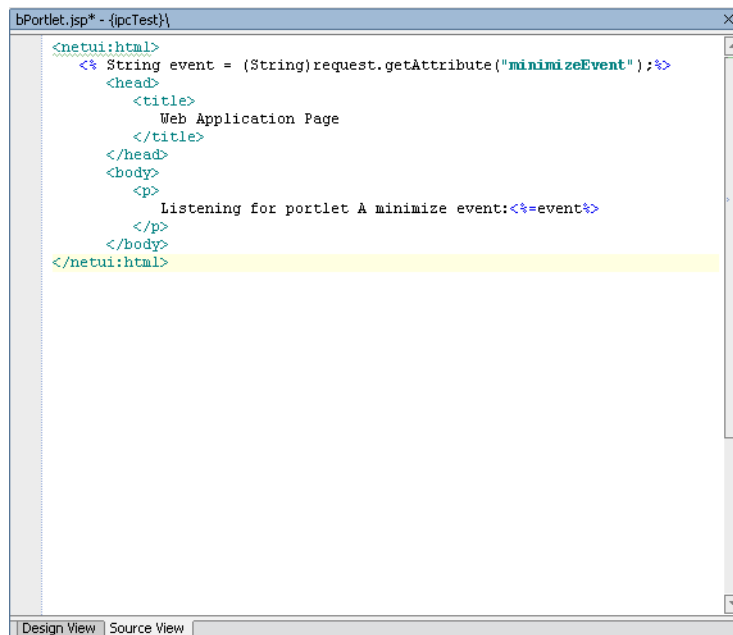 bPortlet.jsp* - {ipcTest}\
<netui:html>
<% String event = (String)request.getAttribute("minimizeEvent");%>
<head>
<title>
Web Application Page
</title>
</head>
<body>
<p>
Listening for portlet A minimize event:<%=event%>
</p>
</body>
</netui:html>
Design View Source View